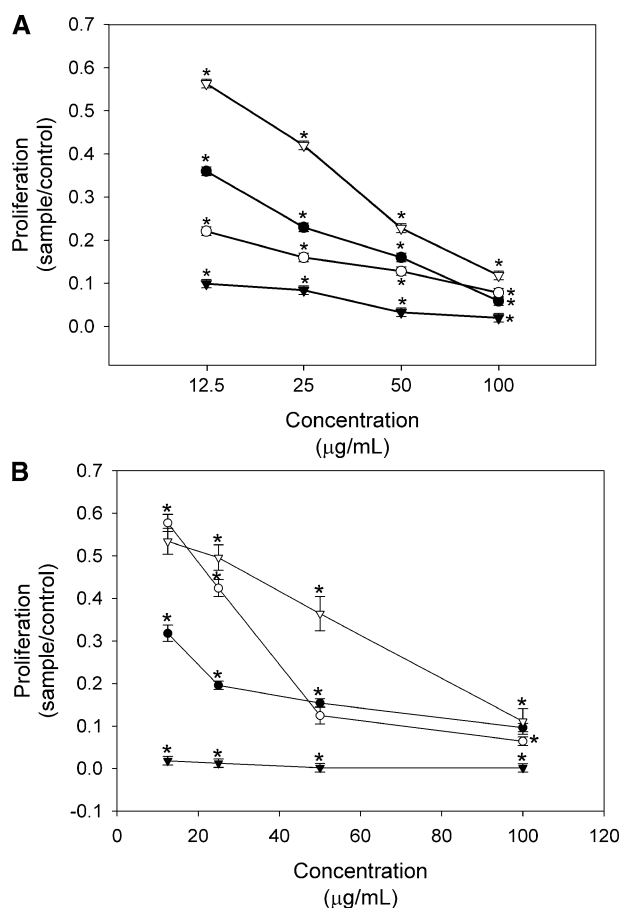 A
0.7
0.6
0.5
0.4
0.3
0.2
0.1
0.0
Proliferation
(sample/control)
* * * *
* * * *
* * * *
* * * *
12.5 25 50 100
Concentration
(μg/mL)
B
0.7
0.6
0.5
0.4
0.3
0.2
0.1
0.0
-0.1
Proliferation
(sample/control)
* * * *
* *
* * *
* * * *
0 20 40 60 80 100 120
Concentration
(μg/mL)